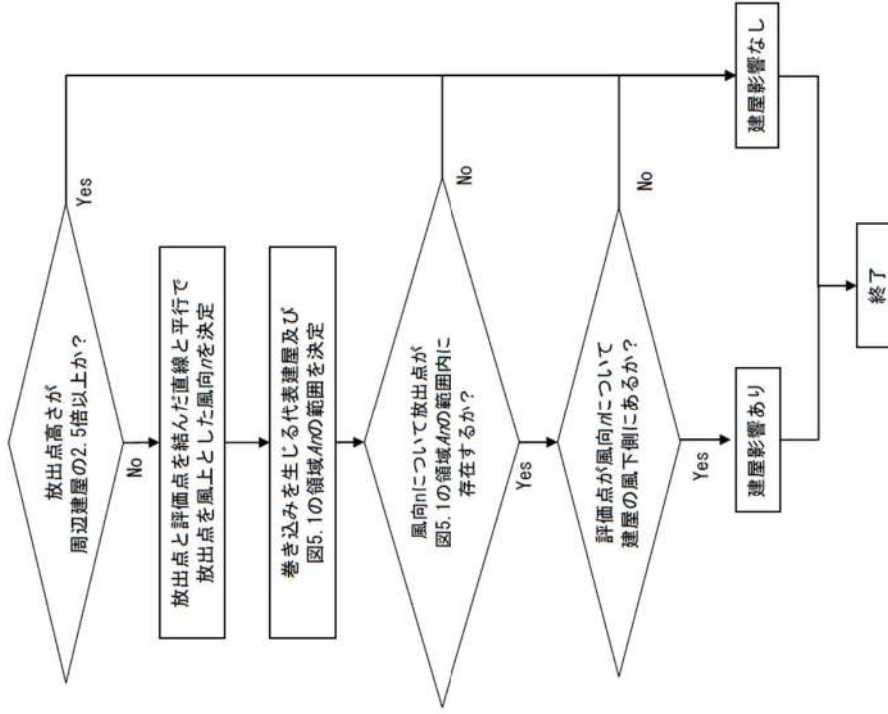 放出点高さが
周辺建屋の2.5倍以上か?
Yes
No
放出点と評価点を結んだ直線と平行で
放出点を風上とした風向nを決定
巻き込みを生じる代表建屋及び
図5.1の領域Anの範囲を決定
風向nについて放出点が
図5.1の領域Anの範囲内に
存在するか?
No
Yes
評価点が風向nについて
建屋の風下側にあるか?
No
Yes
建屋影響あり
建屋影響なし
終了